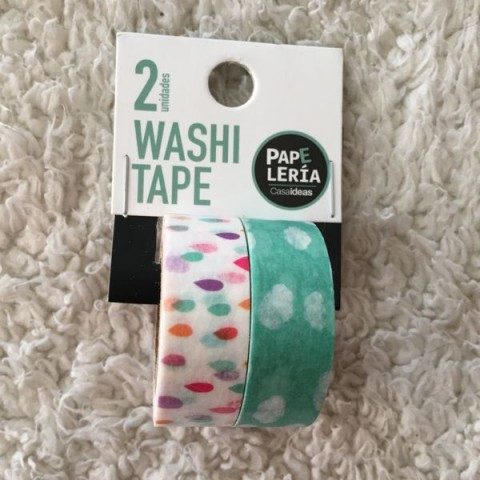 2
unidades
WASHI
TAPE
PAPE
LERÍA
Casaideas